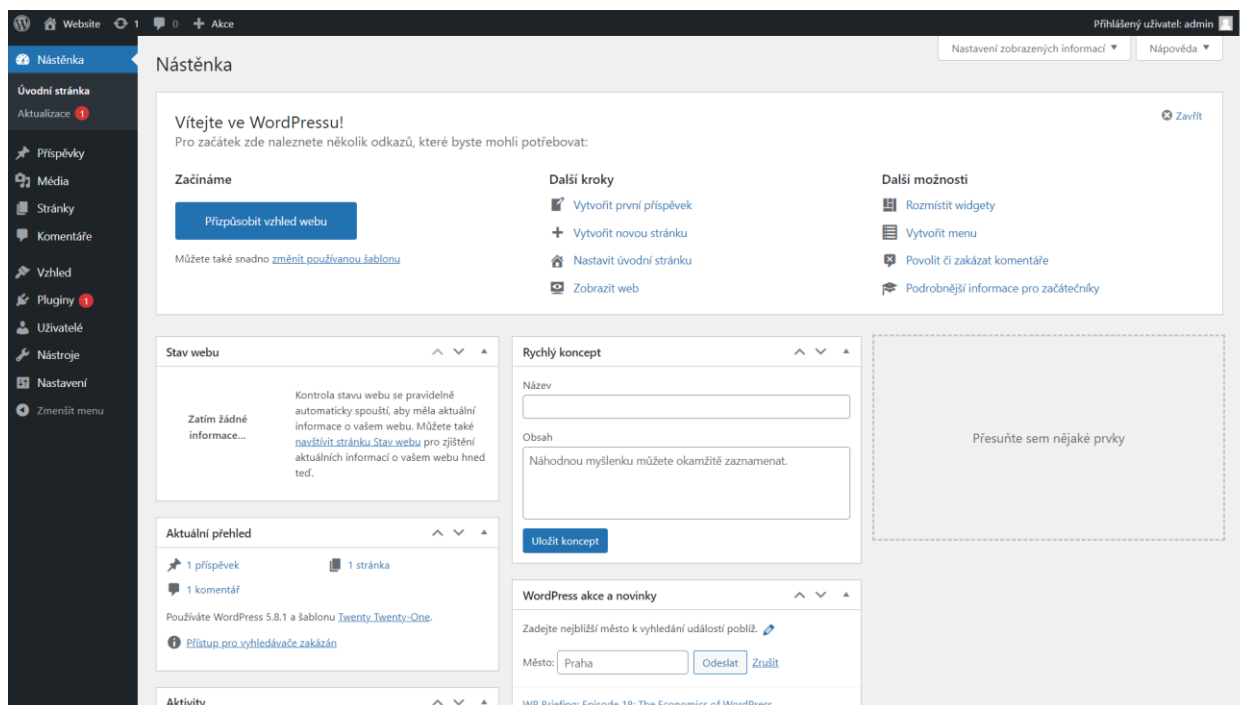 Website 1 0 + Akce
Přihlášený uživatel: admin
Nástěnka
Úvodní stránka
Aktualizace 1
Příspěvky
Média
Stránky
Komentáře
Vzhled
Pluginy 1
Uživatelé
Nástroje
Nastavení
Zmenšit menu
Nástěnka
Nastavení zobrazených informací ▼
Nápověda ▼
Vítejte ve WordPressu!
Zavřít
Pro začátek zde naleznete několik odkazů, které byste mohli potřebovat:
Začínáme
Přizpůsobit vzhled webu
Můžete také snadno změnit používanou šablonu
Další kroky
Vytvořit první příspěvek
Vytvořit novou stránku
Nastavit úvodní stránku
Zobrazit web
Další možnosti
Rozmístit widgety
Vytvořit menu
Povolit či zakázat komentáře
Podrobnější informace pro začátečníky
Stav webu
Zatím žádné
informace...
Kontrola stavu webu se pravidelně
automaticky spouští, aby měla aktuální
informace o vašem webu. Můžete také
navštívit stránku Stav webu pro zjištění
aktuálních informací o vašem webu hned
teď.
Aktuální přehled
1 příspěvek
1 stránka
1 komentář
Používáte WordPress 5.8.1 a šablonu Twenty Twenty-One.
Přístup pro vyhledávače zakázán
Aktivity
Rychlý koncept
Název
Obsah
Náhodnou myšlenku můžete okamžitě zaznamenat.
Uložit koncept
WordPress akce a novinky
Zadejte nejbližší město k vyhledání událostí poblíž.
Město: Praha Odeslat Zrušit
WP Briefing: Episode 18: The Economics of WordPress
Přesuňte sem nějaké prvky